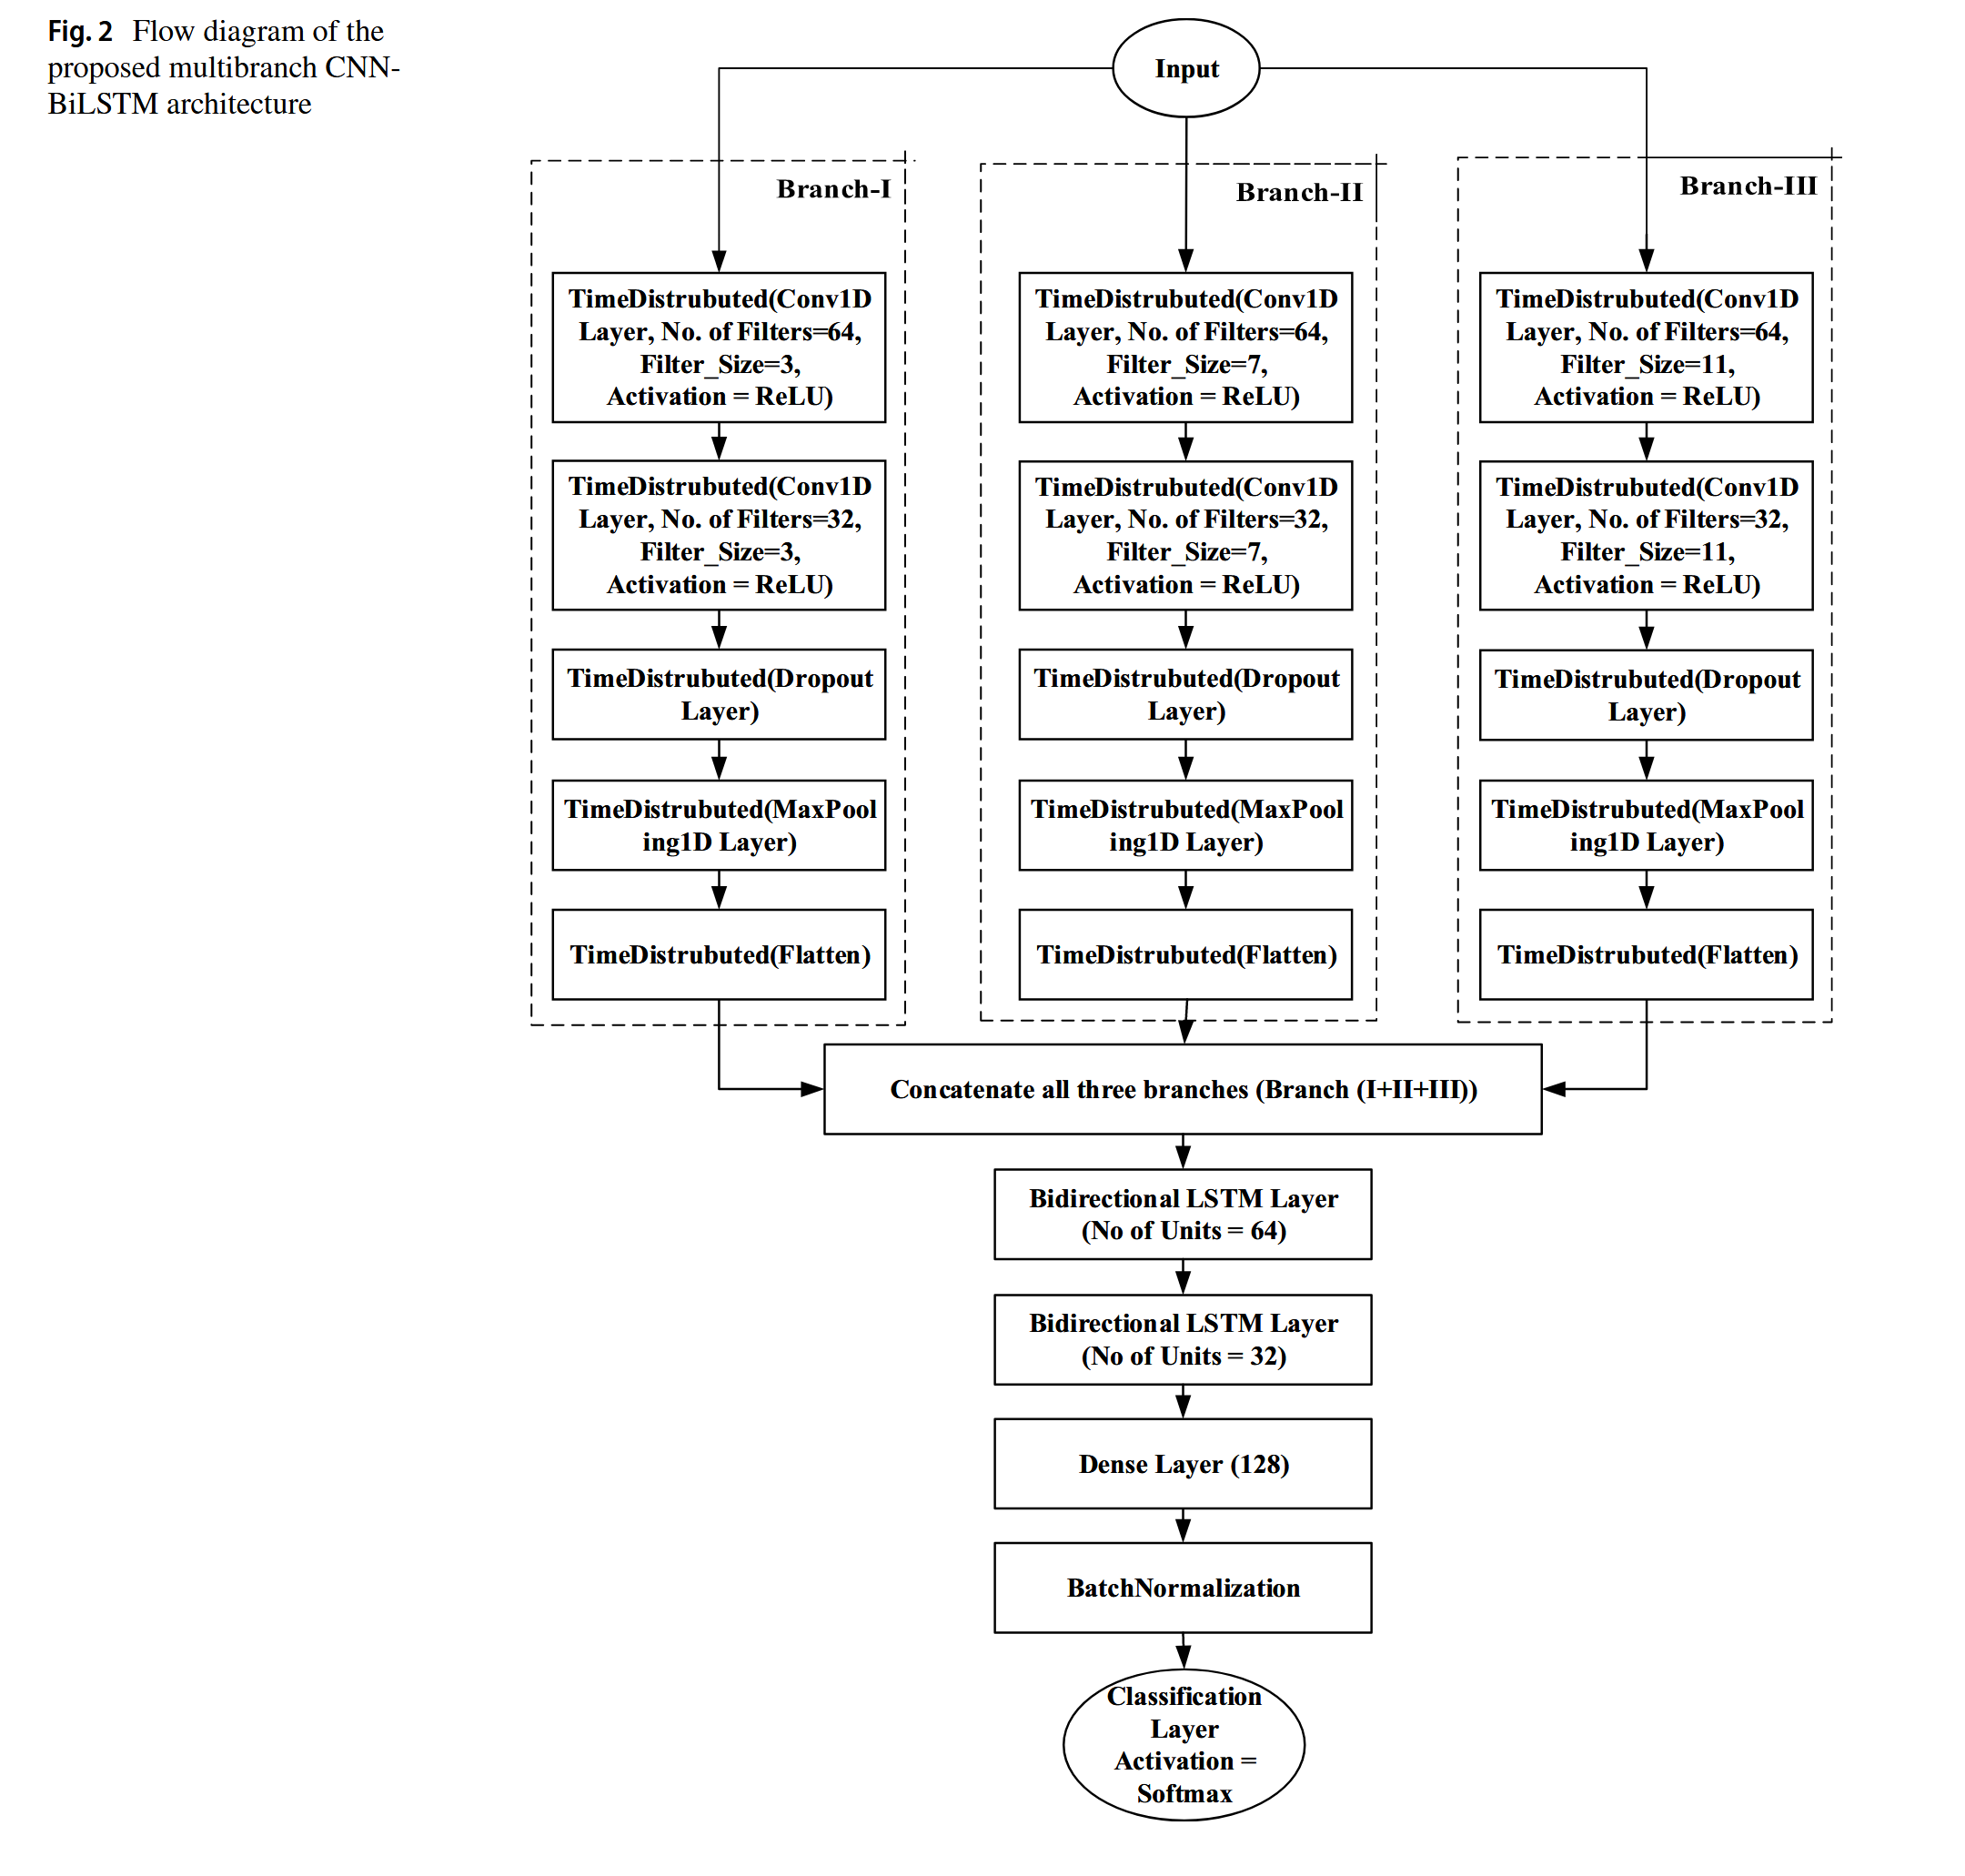 Fig. 2 Flow diagram of the
proposed multibranch CNN-
BiLSTM architecture
Input
Branch-I
TimeDistrubuted(Conv1D
Layer, No. of Filters=64,
Filter_Size=3,
Activation = ReLU)
TimeDistrubuted(Conv1D
Layer, No. of Filters=32,
Filter_Size=3,
Activation = ReLU)
TimeDistrubuted(Dropout
Layer)
TimeDistrubuted(MaxPool
ing1D Layer)
TimeDistrubuted(Flatten)
Branch-II
TimeDistrubuted(Conv1D
Layer, No. of Filters=64,
Filter_Size=7,
Activation = ReLU)
TimeDistrubuted(Conv1D
Layer, No. of Filters=32,
Filter_Size=7,
Activation = ReLU)
TimeDistrubuted(Dropout
Layer)
TimeDistrubuted(MaxPool
ing1D Layer)
TimeDistrubuted(Flatten)
Branch-III
TimeDistrubuted(Conv1D
Layer, No. of Filters=64,
Filter_Size=11,
Activation = ReLU)
TimeDistrubuted(Conv1D
Layer, No. of Filters=32,
Filter_Size=11,
Activation = ReLU)
TimeDistrubuted(Dropout
Layer)
TimeDistrubuted(MaxPool
ing1D Layer)
TimeDistrubuted(Flatten)
Concatenate all three branches (Branch (I+II+III))
Bidirectional LSTM Layer
(No of Units = 64)
Bidirectional LSTM Layer
(No of Units = 32)
Dense Layer (128)
BatchNormalization
Classification
Layer
Activation =
Softmax